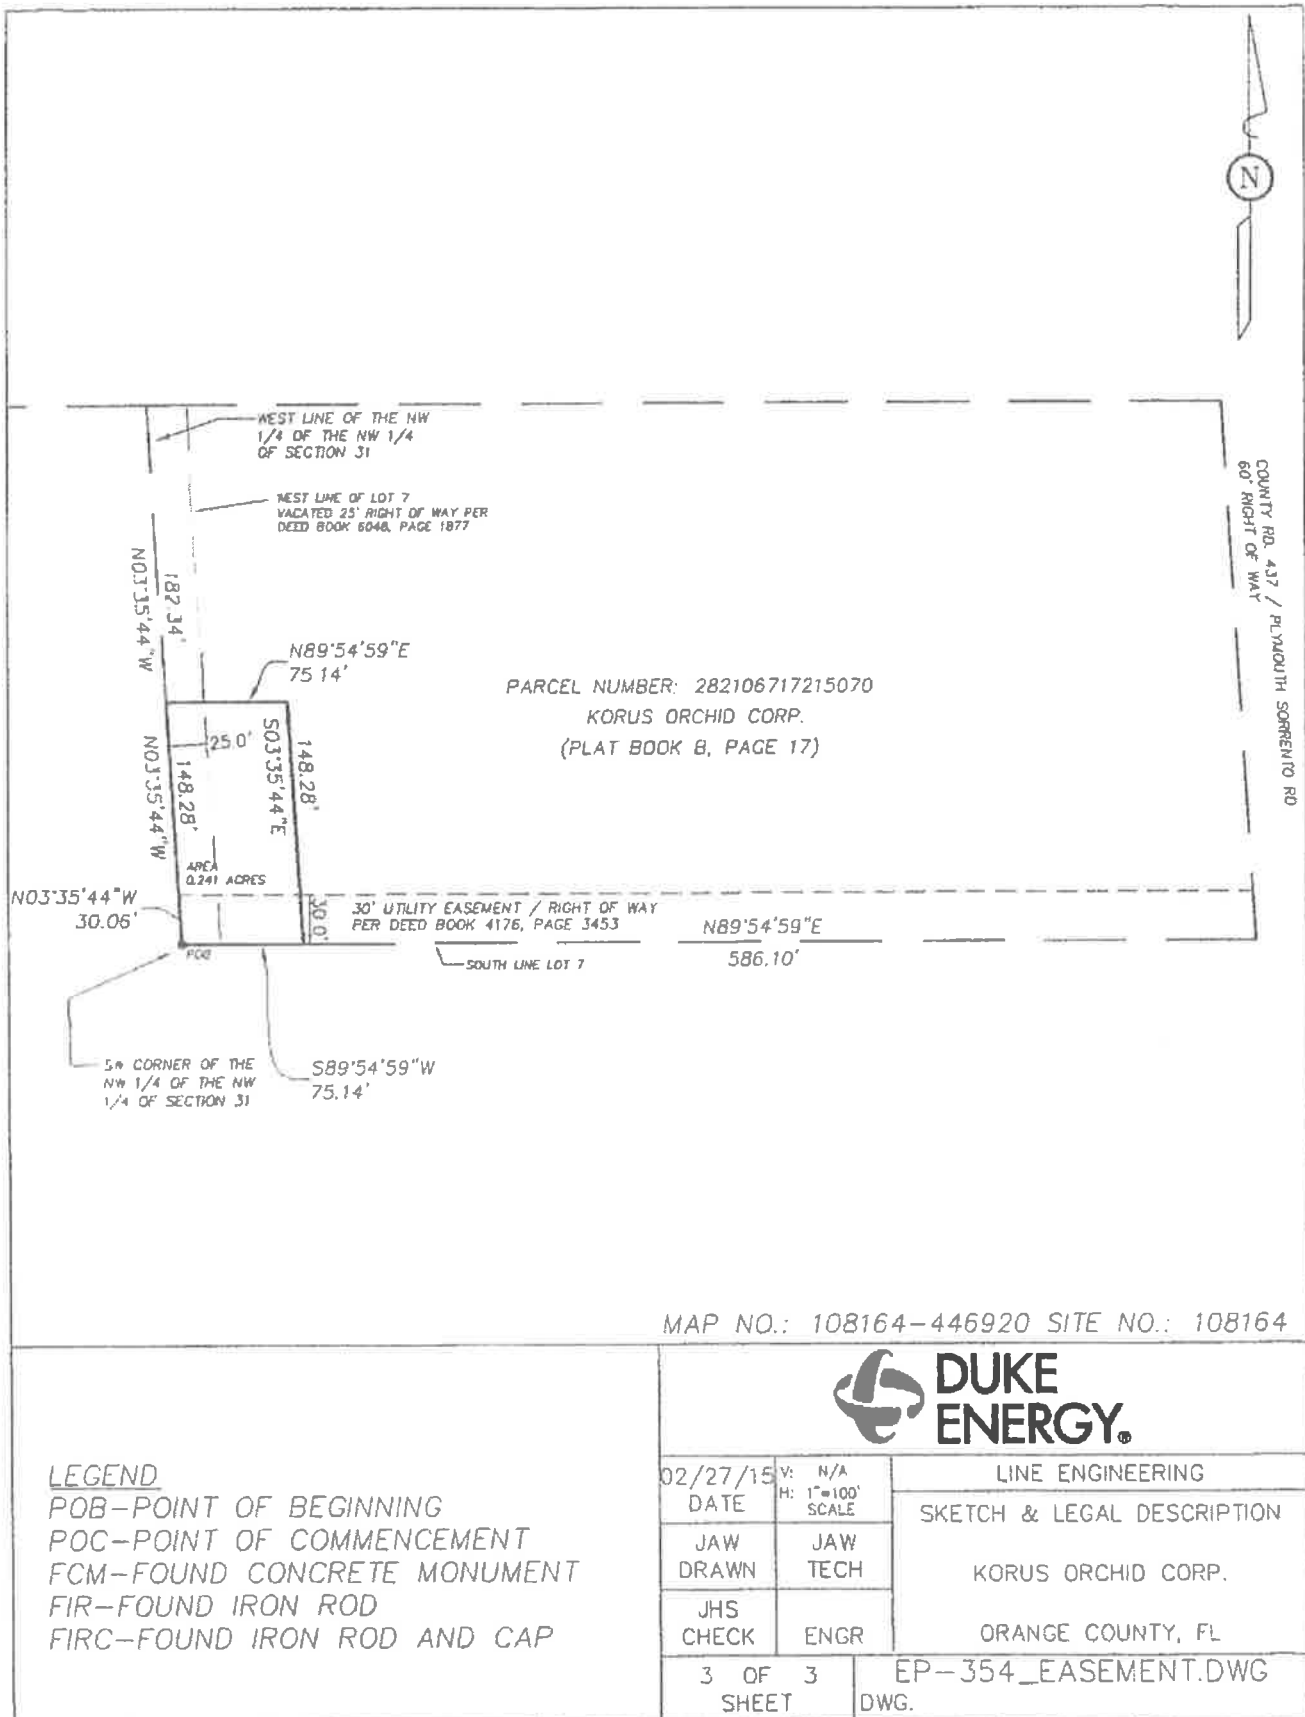 N
WEST LINE OF THE NW
1/4 OF THE NW 1/4
OF SECTION 31
WEST LINE OF LOT 7
VACATED 25' RIGHT OF WAY PER
DEED BOOK 6046, PAGE 1877
COUNTY RD. 437 / PLYMOUTH SORRENTO RD
60' RIGHT OF WAY
182.34'
N03°35'44"W
N89°54'59"E
75.14'
PARCEL NUMBER: 282106717215070
KORUS ORCHID CORP.
(PLAT BOOK B, PAGE 17)
25.0'
148.28'
N03°35'44"W
S03°35'44"E
148.28'
AREA
0.241 ACRES
N03°35'44"W
30.06'
30.0'
30' UTILITY EASEMENT / RIGHT OF WAY
PER DEED BOOK 4176, PAGE 3453
N89°54'59"E
586.10'
POB
SOUTH LINE LOT 7
SW CORNER OF THE
NW 1/4 OF THE NW
1/4 OF SECTION 31
S89°54'59"W
75.14'
MAP NO.: 108164-446920 SITE NO.: 108164
DUKE
ENERGY®
LEGEND
POB-POINT OF BEGINNING
POC-POINT OF COMMENCEMENT
FCM-FOUND CONCRETE MONUMENT
FIR-FOUND IRON ROD
FIRC-FOUND IRON ROD AND CAP
02/27/15
DATE
V: N/A
H: 1"=100'
SCALE
LINE ENGINEERING
SKETCH & LEGAL DESCRIPTION
JAW
DRAWN
JAW
TECH
KORUS ORCHID CORP.
JHS
CHECK
ENGR
ORANGE COUNTY, FL
3 OF 3
SHEET
EP-354_EASEMENT.DWG
DWG.